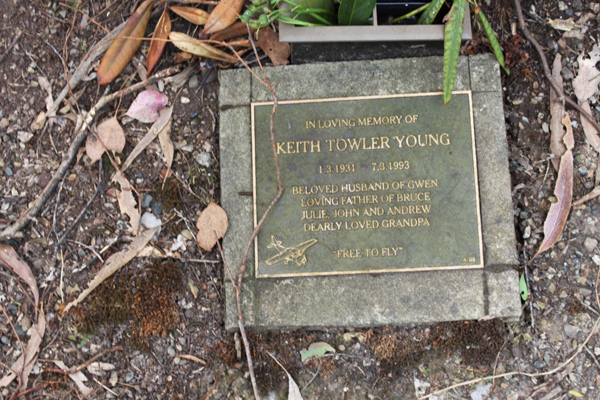 IN LOVING MEMORY OF
KEITH TOWLER YOUNG
1.3.1931 - 7.8.1993
BELOVED HUSBAND OF GWEN
LOVING FATHER OF BRUCE
JULIE, JOHN AND ANDREW
DEARLY LOVED GRANDPA
"FREE TO FLY"